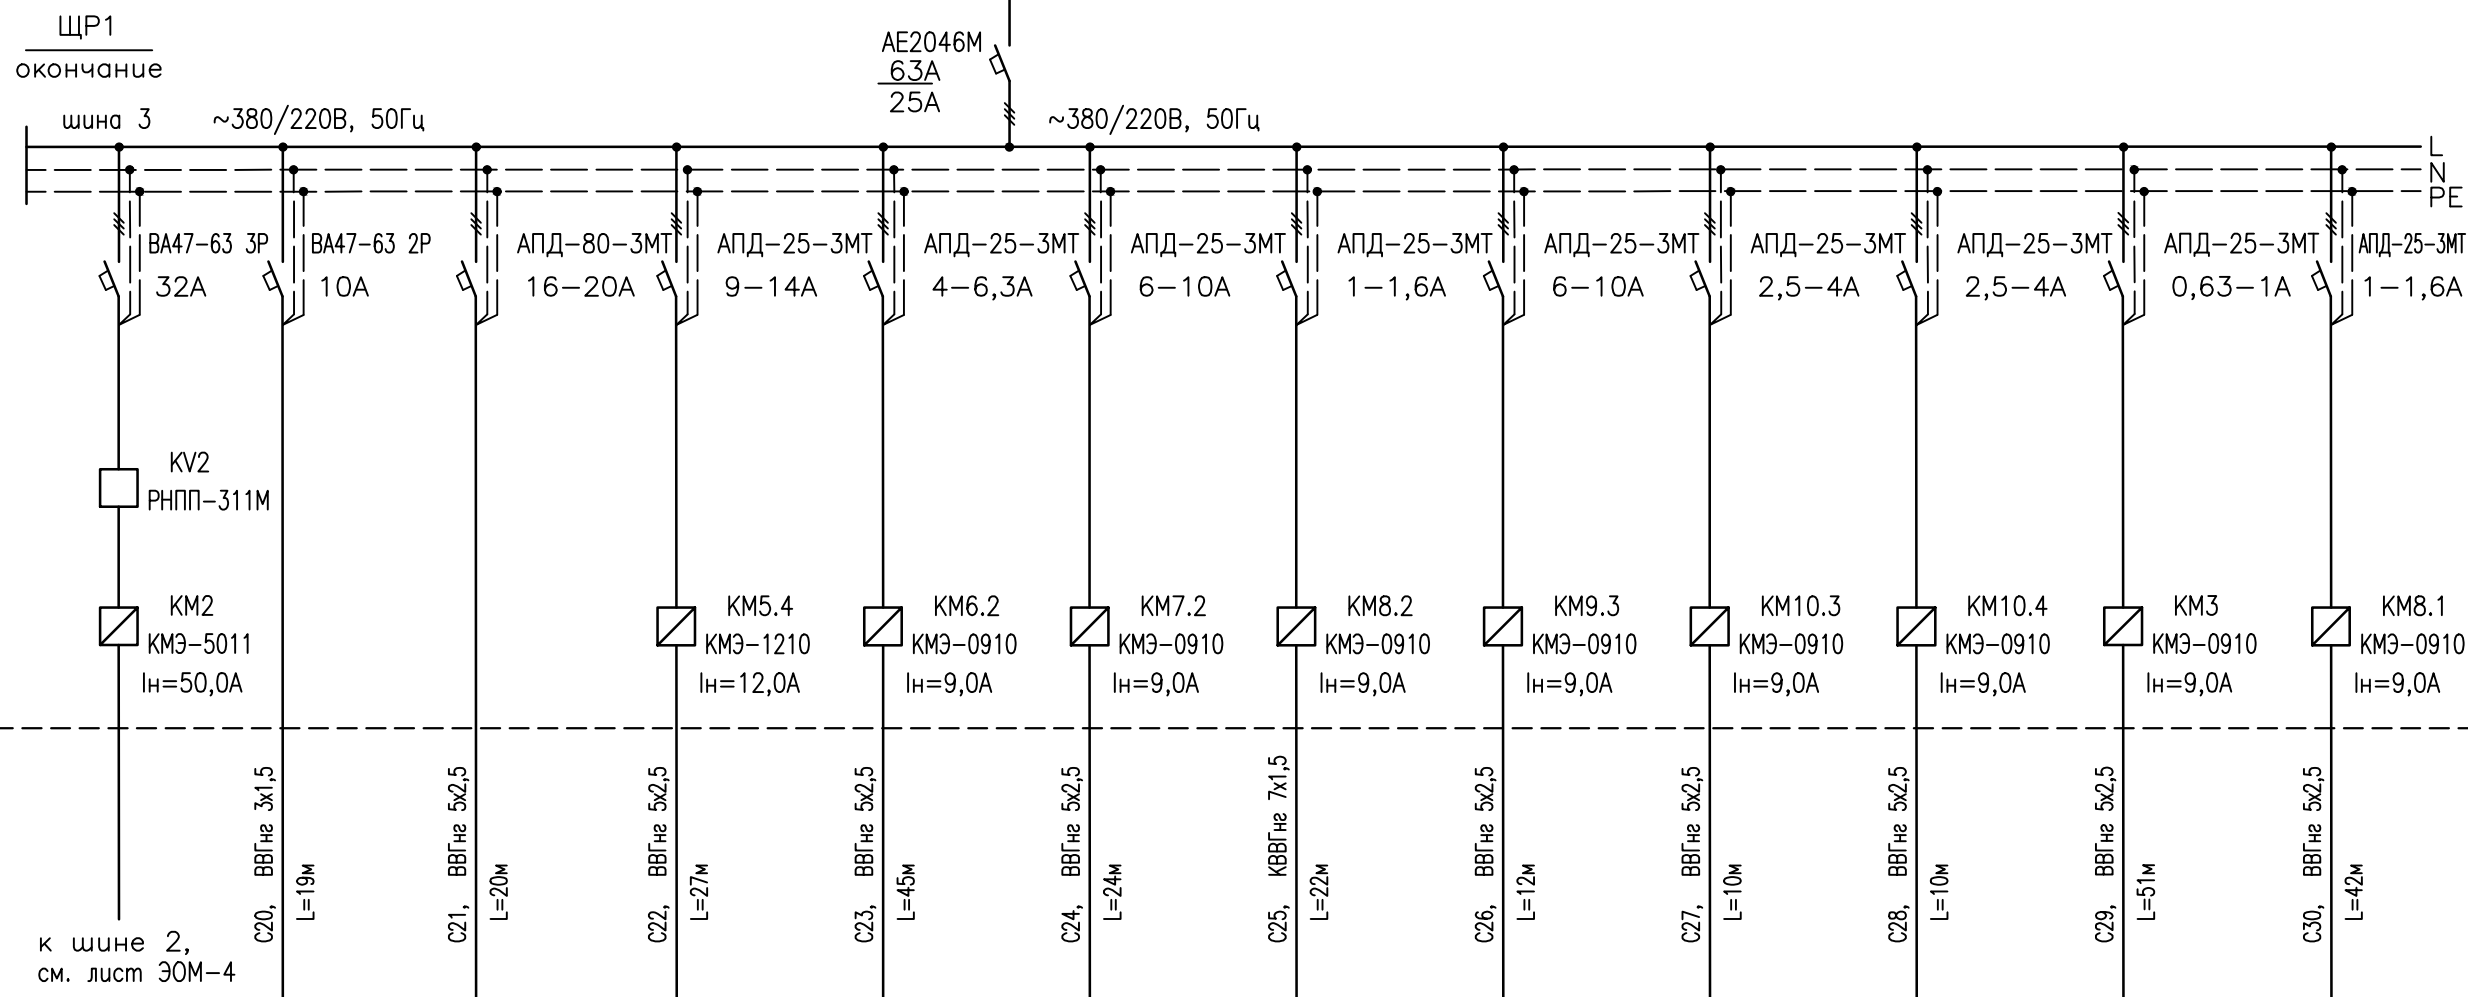 ЩР1
окончание
АЕ2046М
63А
25А
шина 3
~380/220В, 50Гц
~380/220В, 50Гц
L
N
PE
ВА47-63 3Р
32А
ВА47-63 2Р
10А
АПД-80-3МТ
16-20А
АПД-25-3МТ
9-14А
АПД-25-3МТ
4-6,3А
АПД-25-3МТ
6-10А
АПД-25-3МТ
1-1,6А
АПД-25-3МТ
6-10А
АПД-25-3МТ
2,5-4А
АПД-25-3МТ
2,5-4А
АПД-25-3МТ
0,63-1А
АПД-25-3МТ
1-1,6А
KV2
РНПП-311М
КМ2
КМЭ-5011
Iн=50,0А
КМ5.4
КМЭ-1210
Iн=12,0А
КМ6.2
КМЭ-0910
Iн=9,0А
КМ7.2
КМЭ-0910
Iн=9,0А
КМ8.2
КМЭ-0910
Iн=9,0А
КМ9.3
КМЭ-0910
Iн=9,0А
КМ10.3
КМЭ-0910
Iн=9,0А
КМ10.4
КМЭ-0910
Iн=9,0А
КМ3
КМЭ-0910
Iн=9,0А
КМ8.1
КМЭ-0910
Iн=9,0А
к шине 2,
см. лист ЭОМ-4
С20, ВВГнг 3х1,5
L=19м
С21, ВВГнг 5х2,5
L=20м
С22, ВВГнг 5х2,5
L=27м
С23, ВВГнг 5х2,5
L=45м
С24, ВВГнг 5х2,5
L=24м
С25, КВВГнг 7х1,5
L=22м
С26, ВВГнг 5х2,5
L=12м
С27, ВВГнг 5х2,5
L=10м
С28, ВВГнг 5х2,5
L=10м
С29, ВВГнг 5х2,5
L=51м
С30, ВВГнг 5х2,5
L=42м